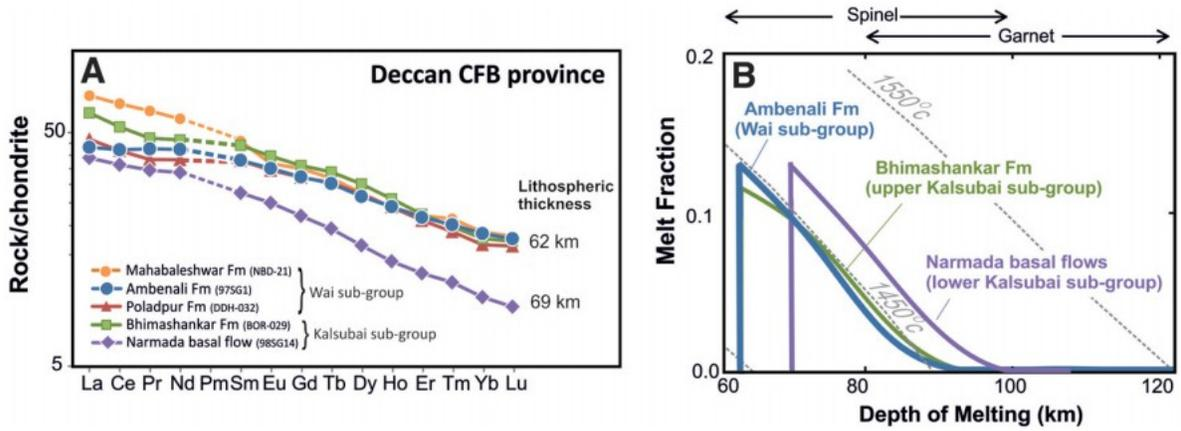 A
Deccan CFB province
Rock/chondrite
50
5
Lithospheric
thickness
62 km
69 km
Mahabaleshwar Fm (NBD-21)
Ambenali Fm (97SG1)
Poladpur Fm (DDH-032)
Wai sub-group
Bhimashankar Fm (BOR-029)
Narmada basal flow (98SG14)
Kalsubai sub-group
La Ce Pr Nd Pm Sm Eu Gd Tb Dy Ho Er Tm Yb Lu
Spinel
Garnet
B
Melt Fraction
0.2
0.1
0.0
1550°c
Ambenali Fm
(Wai sub-group)
Bhimashankar Fm
(upper Kalsubai sub-group)
Narmada basal flows
(lower Kalsubai sub-group)
1450°c
60 80 100 120
Depth of Melting (km)